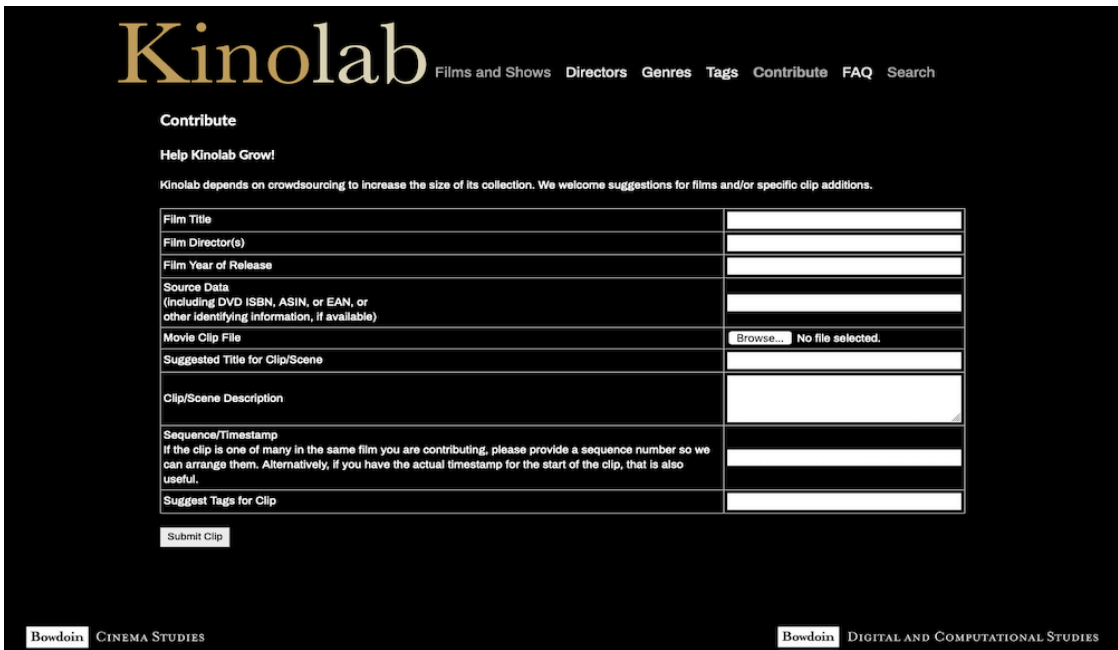 Kinolab Films and Shows Directors Genres Tags Contribute FAQ Search
Contribute
Help Kinolab Grow!
Kinolab depends on crowdsourcing to increase the size of its collection. We welcome suggestions for films and/or specific clip additions.
Film Title
Film Director(s)
Film Year of Release
Source Data
(including DVD ISBN, ASIN, or EAN, or
other identifying information, if available)
Movie Clip File Browse... No file selected.
Suggested Title for Clip/Scene
Clip/Scene Description
Sequence/Timestamp
If the clip is one of many in the same film you are contributing, please provide a sequence number so we
can arrange them. Alternatively, if you have the actual timestamp for the start of the clip, that is also
useful.
Suggest Tags for Clip
Submit Clip
Bowdoin CINEMA STUDIES Bowdoin DIGITAL AND COMPUTATIONAL STUDIES